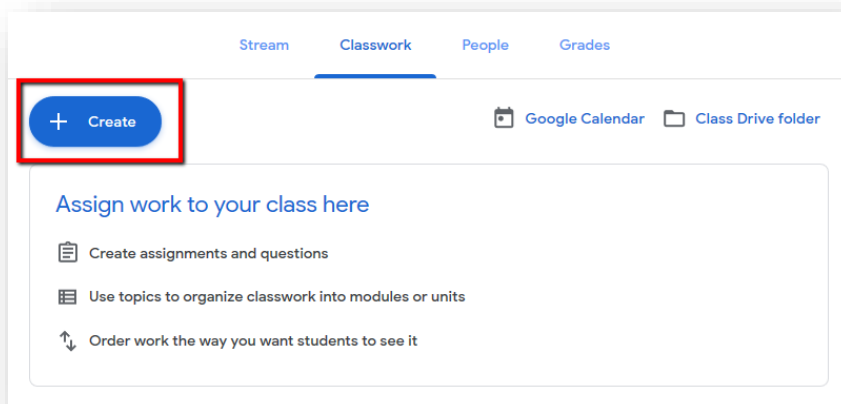 Stream Classwork People Grades
+ Create Google Calendar Class Drive folder
Assign work to your class here
Create assignments and questions
Use topics to organize classwork into modules or units
Order work the way you want students to see it